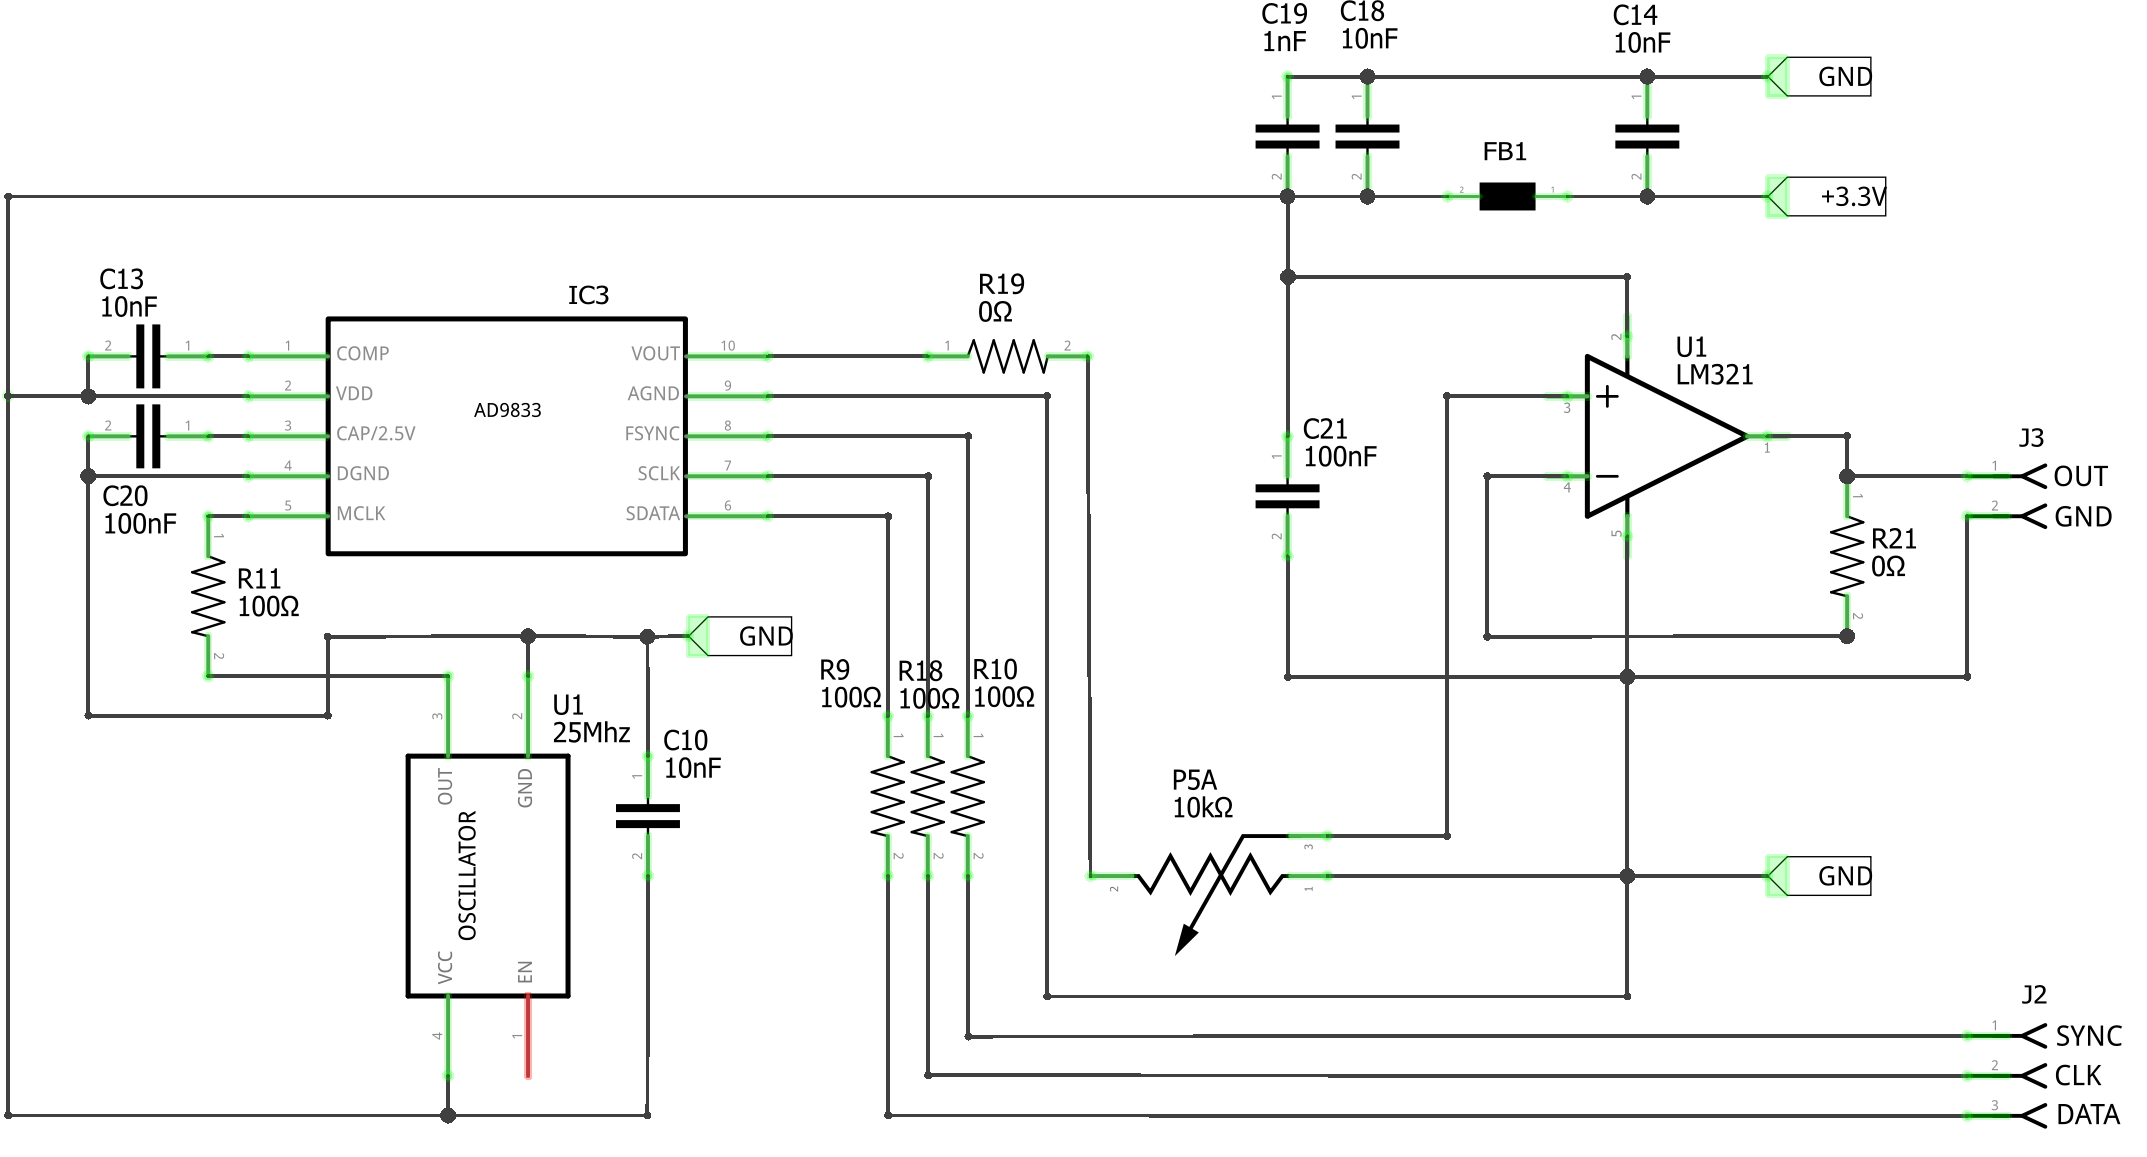 C19
1nF
C18
10nF
C14
10nF
GND
1
1
1
2
2
2
FB1
2
1
+3.3V
C13
10nF
IC3
R19
0Ω
2
1
1
COMP
VOUT
10
1
2
2
VDD
AGND
9
AD9833
2
1
3
CAP/2.5V
FSYNC
8
4
DGND
SCLK
7
C20
100nF
5
MCLK
SDATA
6
2
U1
LM321
3
4
1
5
C21
100nF
1
2
J3
1
OUT
2
GND
1
R21
0Ω
2
1
R11
100Ω
2
GND
R9
100Ω
R18
100Ω
R10
100Ω
3
2
U1
25Mhz
C10
10nF
1
2
OUT
GND
OSCILLATOR
VCC
EN
4
1
1
1
1
2
2
2
P5A
10kΩ
3
2
1
GND
J2
1
SYNC
2
CLK
3
DATA